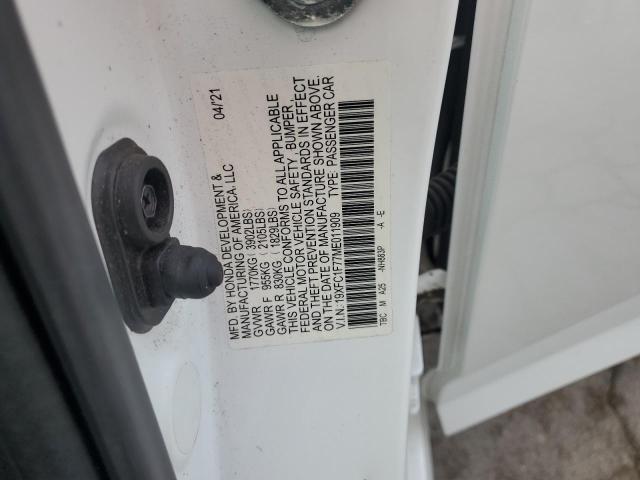 MFD. BY HONDA DEVELOPMENT & 04/21
MANUFACTURING OF AMERICA, LLC
GVWR 1770KG( 3902LBS)
GAWR F 955KG ( 2105LBS)
GAWR R 830KG ( 1829LBS)
THIS VEHICLE CONFORMS TO ALL APPLICABLE
FEDERAL MOTOR VEHICLE SAFETY , BUMPER ,
AND THEFT PREVENTION STANDARDS IN EFFECT
ON THE DATE OF MANUFACTURE SHOWN ABOVE.
V.I.N.:19XFC1F77ME011909 TYPE: PASSENGER CAR
TBC M A25 -NH883P -A -E